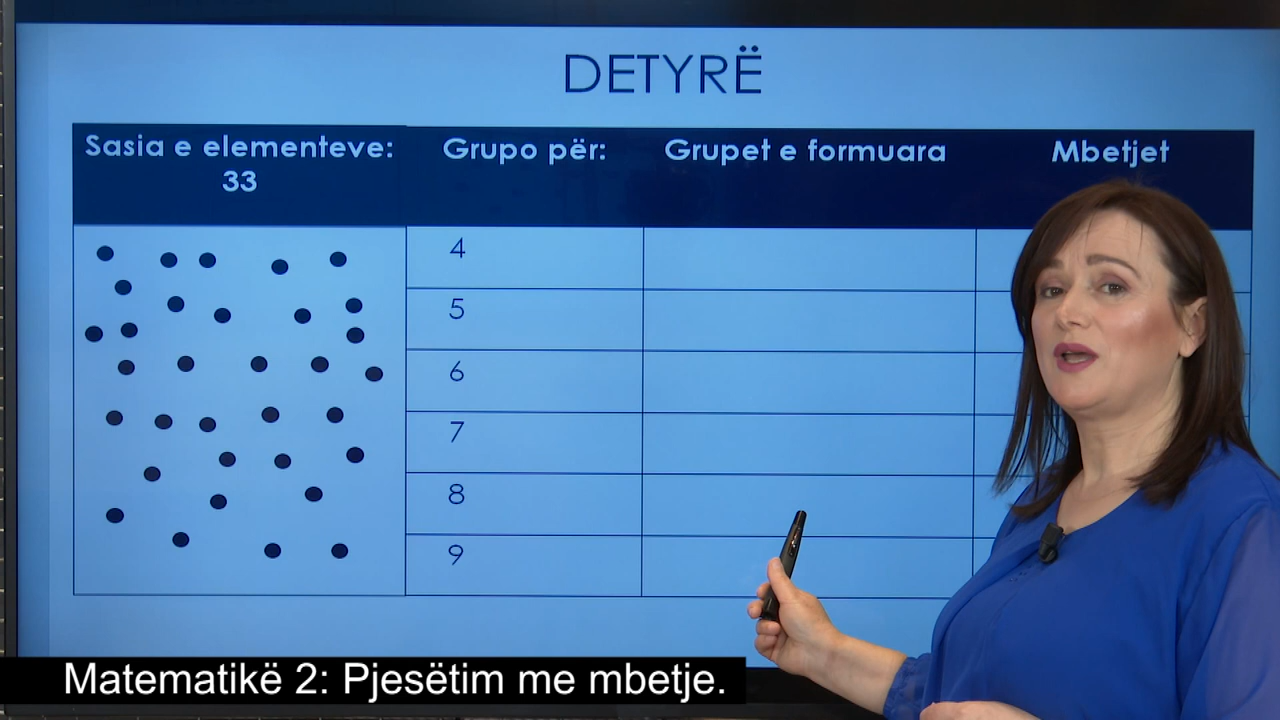 DETYRË
Sasia e elementeve:
33
Grupo për:
Grupet e formuara
Mbetjet
4
5
6
7
8
9
Matematikë 2: Pjesëtim me mbetje.